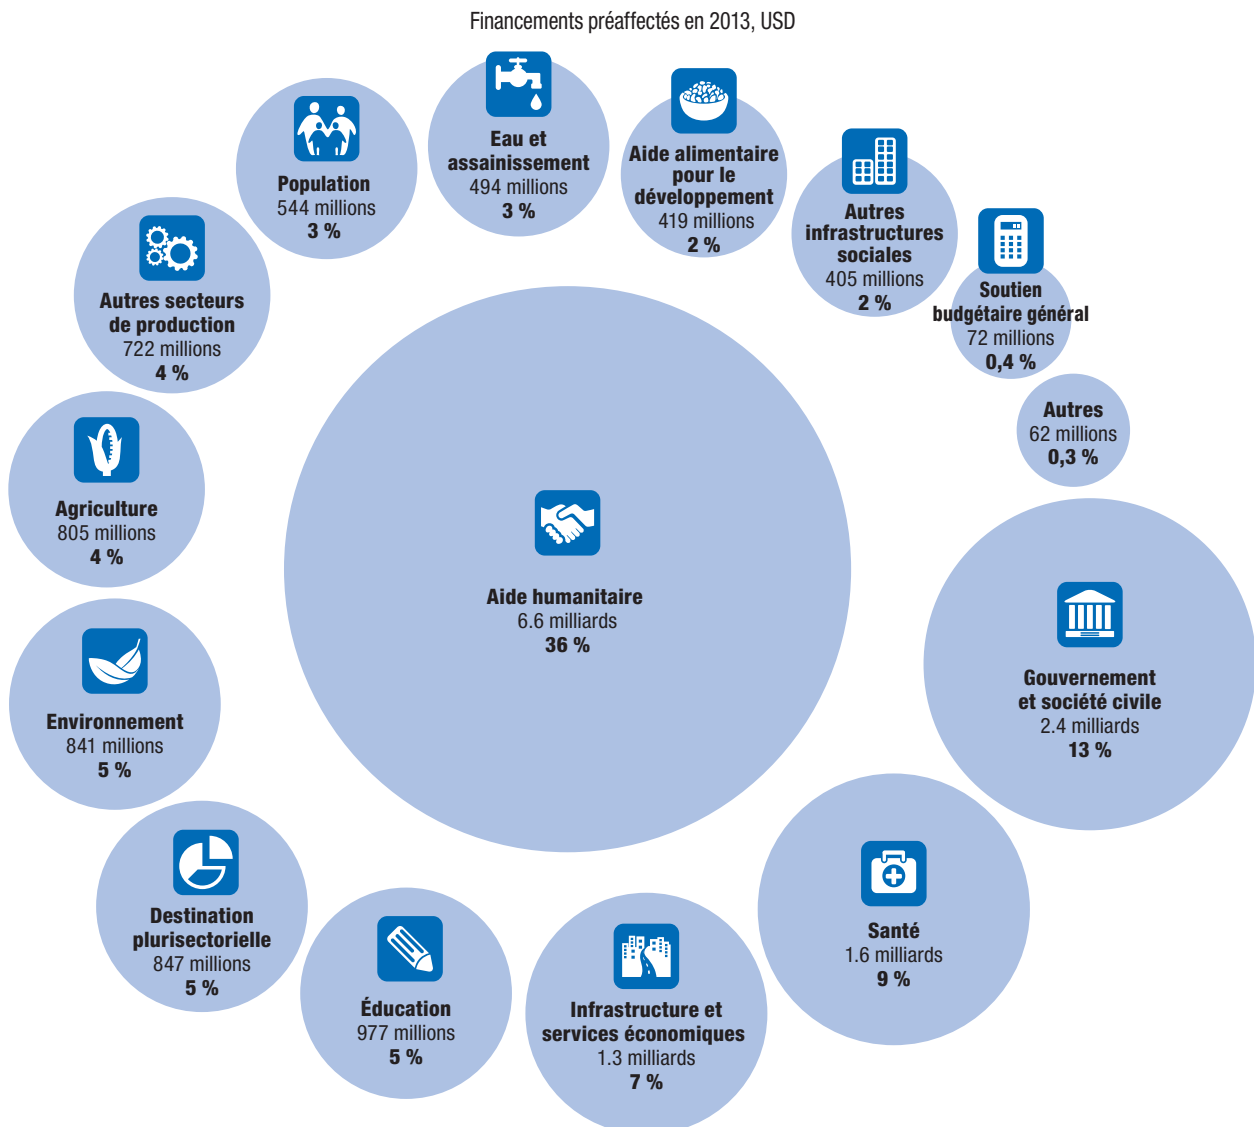 Financements préaffectés en 2013, USD
Population
544 millions
3 %
Eau et
assainissement
494 millions
3 %
Aide alimentaire
pour le
développement
419 millions
2 %
Autres
infrastructures
sociales
405 millions
2 %
Soutien
budgétaire général
72 millions
0,4 %
Autres
62 millions
0,3 %
Autres secteurs
de production
722 millions
4 %
Agriculture
805 millions
4 %
Aide humanitaire
6.6 milliards
36 %
Gouvernement
et société civile
2.4 milliards
13 %
Environnement
841 millions
5 %
Destination
plurisectorielle
847 millions
5 %
Éducation
977 millions
5 %
Infrastructure et
services économiques
1.3 milliards
7 %
Santé
1.6 milliards
9 %